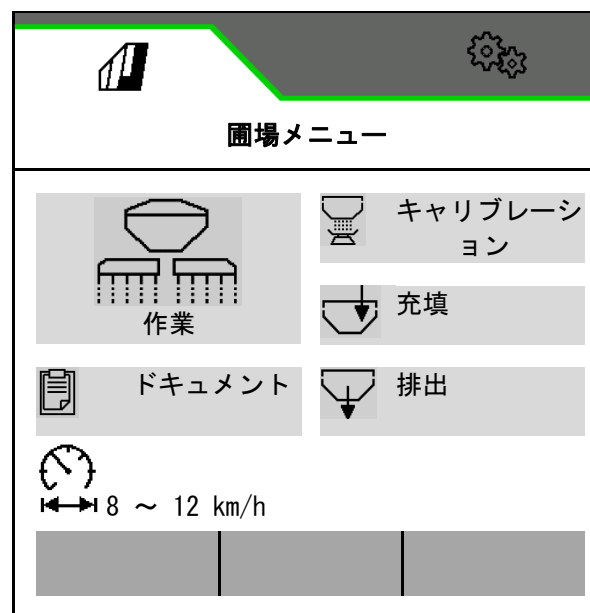 圃場メニュー
キャリブレーシ
ョン
作業
充填
ドキュメント
排出
8 ～ 12 km/h